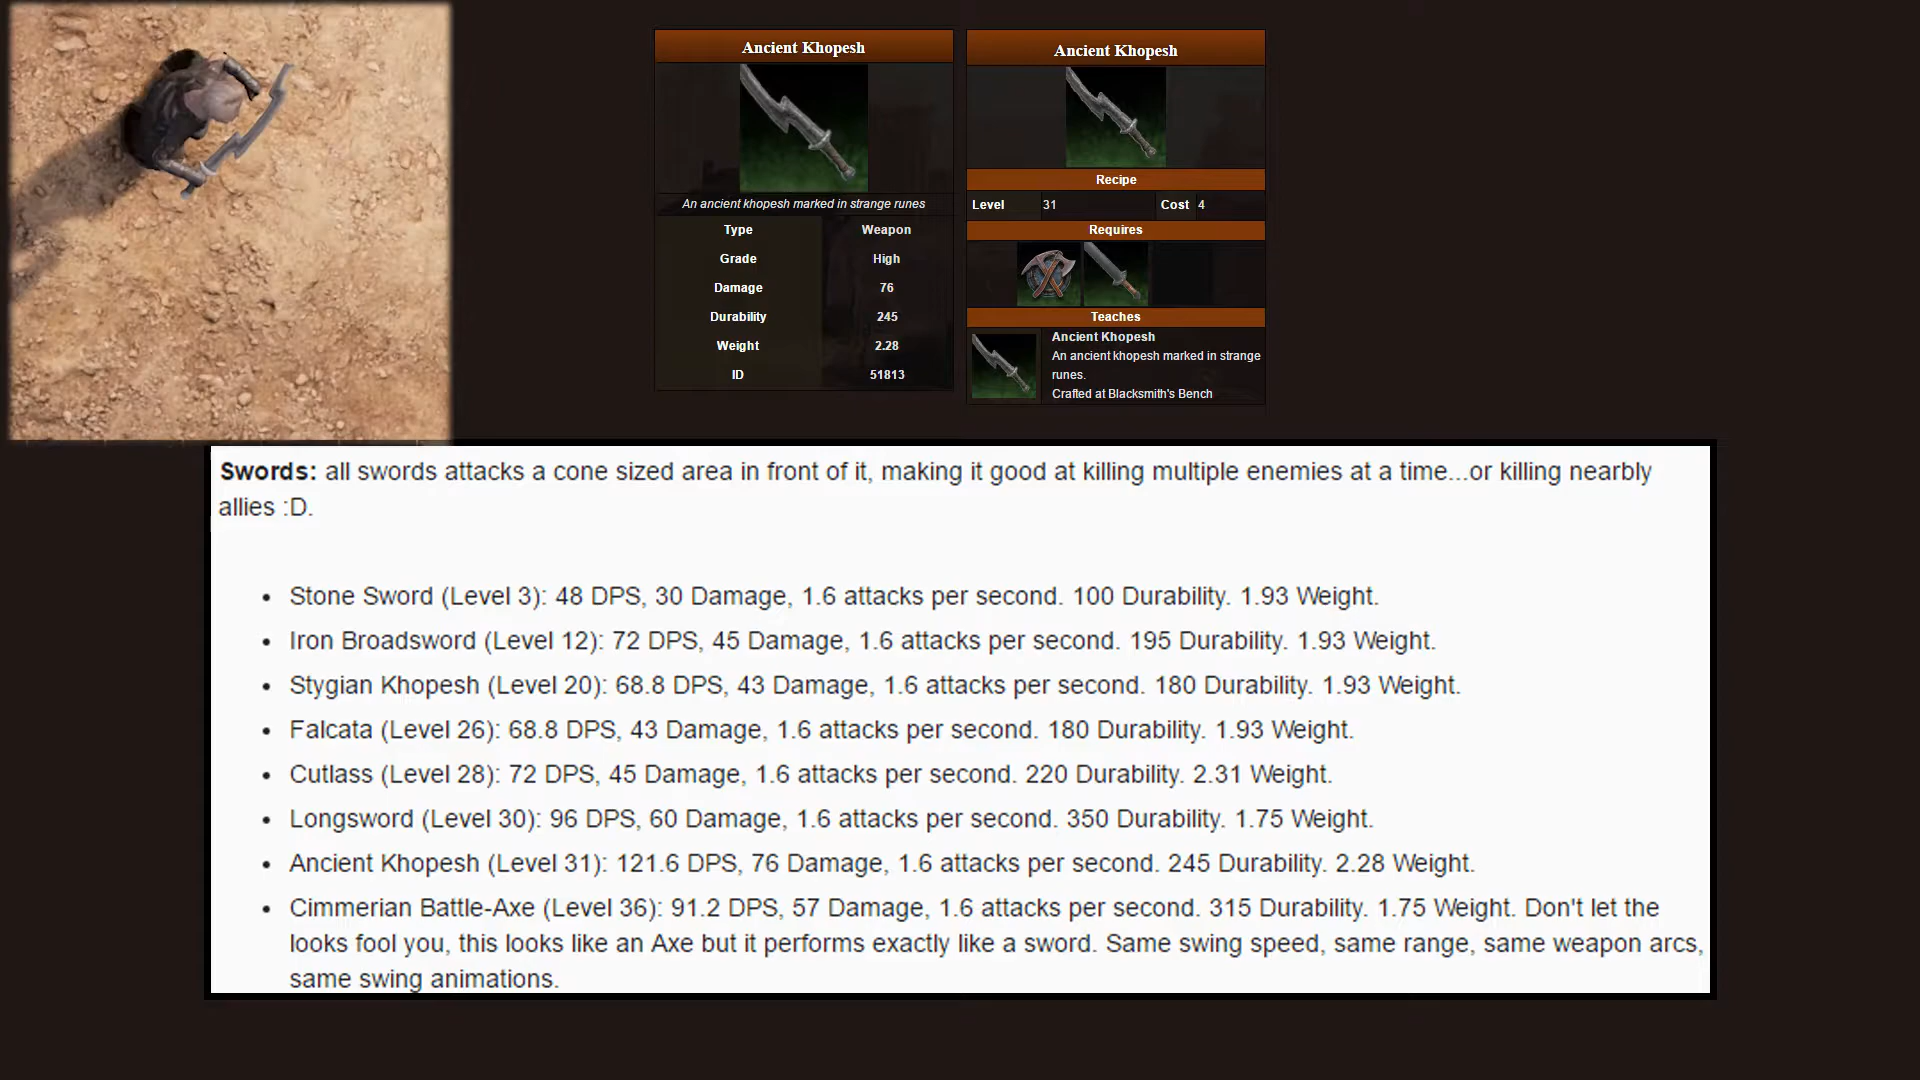 Ancient Khopesh
An ancient khopesh marked in strange runes
Type Weapon
Grade High
Damage 76
Durability 245
Weight 2.28
ID 51813
Ancient Khopesh
Recipe
Level 31 Cost 4
Requires
Teaches
Ancient Khopesh
An ancient khopesh marked in strange
runes.
Crafted at Blacksmith's Bench
Swords: all swords attacks a cone sized area in front of it, making it good at killing multiple enemies at a time...or killing nearbly
allies :D.
• Stone Sword (Level 3): 48 DPS, 30 Damage, 1.6 attacks per second. 100 Durability. 1.93 Weight.
• Iron Broadsword (Level 12): 72 DPS, 45 Damage, 1.6 attacks per second. 195 Durability. 1.93 Weight.
• Stygian Khopesh (Level 20): 68.8 DPS, 43 Damage, 1.6 attacks per second. 180 Durability. 1.93 Weight.
• Falcata (Level 26): 68.8 DPS, 43 Damage, 1.6 attacks per second. 180 Durability. 1.93 Weight.
• Cutlass (Level 28): 72 DPS, 45 Damage, 1.6 attacks per second. 220 Durability. 2.31 Weight.
• Longsword (Level 30): 96 DPS, 60 Damage, 1.6 attacks per second. 350 Durability. 1.75 Weight.
• Ancient Khopesh (Level 31): 121.6 DPS, 76 Damage, 1.6 attacks per second. 245 Durability. 2.28 Weight.
• Cimmerian Battle-Axe (Level 36): 91.2 DPS, 57 Damage, 1.6 attacks per second. 315 Durability. 1.75 Weight. Don't let the
looks fool you, this looks like an Axe but it performs exactly like a sword. Same swing speed, same range, same weapon arcs,
same swing animations.